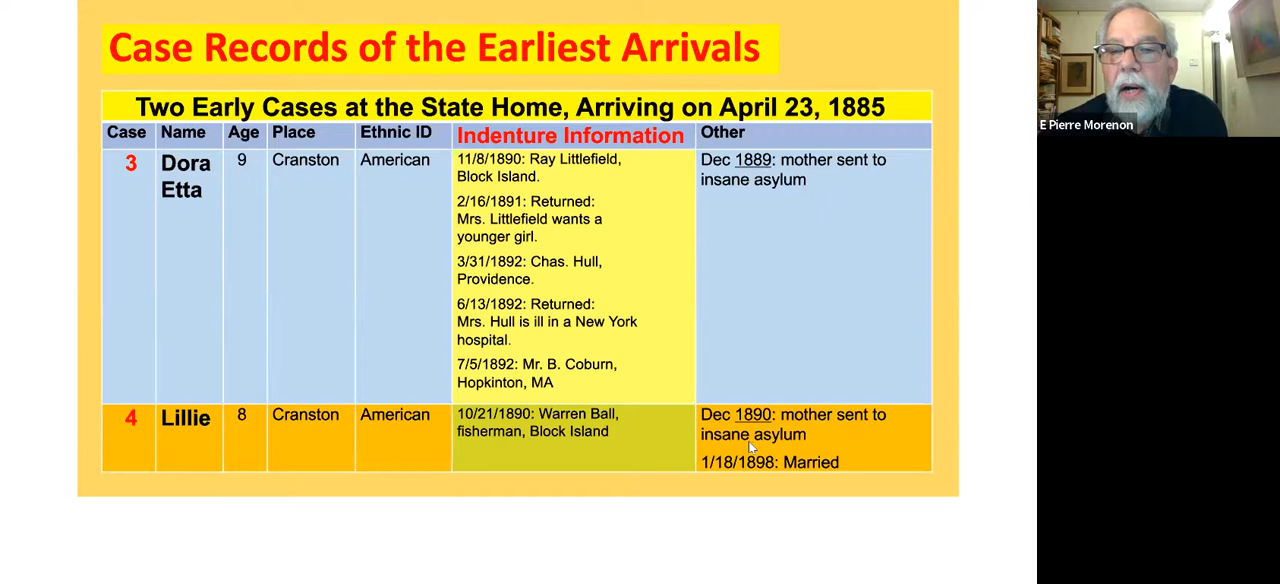 Case Records of the Earliest Arrivals
Two Early Cases at the State Home, Arriving on April 23, 1885
Case Name Age Place Ethnic ID Indenture Information Other
3 Dora Etta 9 Cranston American
11/8/1890: Ray Littlefield,
Block Island.
2/16/1891: Returned:
Mrs. Littlefield wants a
younger girl.
3/31/1892: Chas. Hull,
Providence.
6/13/1892: Returned:
Mrs. Hull is ill in a New York
hospital.
7/5/1892: Mr. B. Coburn,
Hopkinton, MA
Dec 1889: mother sent to
insane asylum
4 Lillie 8 Cranston American
10/21/1890: Warren Ball,
fisherman, Block Island
Dec 1890: mother sent to
insane asylum
1/18/1898: Married
E Pierre Morenon